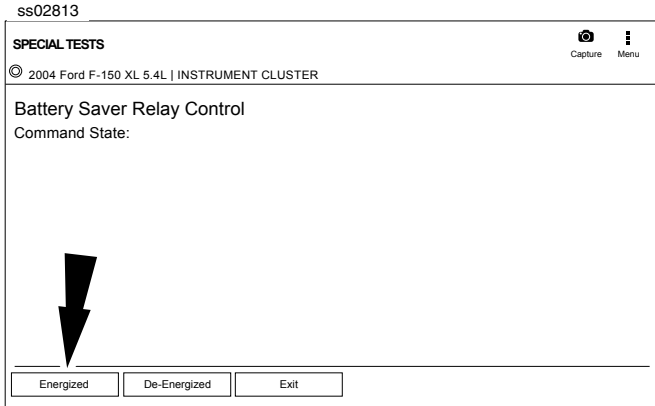 ss02813
SPECIAL TESTS
Capture Menu
2004 Ford F-150 XL 5.4L | INSTRUMENT CLUSTER
Battery Saver Relay Control
Command State:
Energized De-Energized Exit